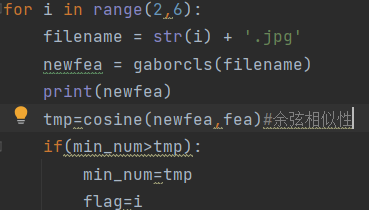 for i in range(2,6):
    filename = str(i) + '.jpg'
    newfea = gaborcls(filename)
    print(newfea)
    tmp=cosine(newfea,fea)#余弦相似性
    if(min_num>tmp):
        min_num=tmp
        flag=i